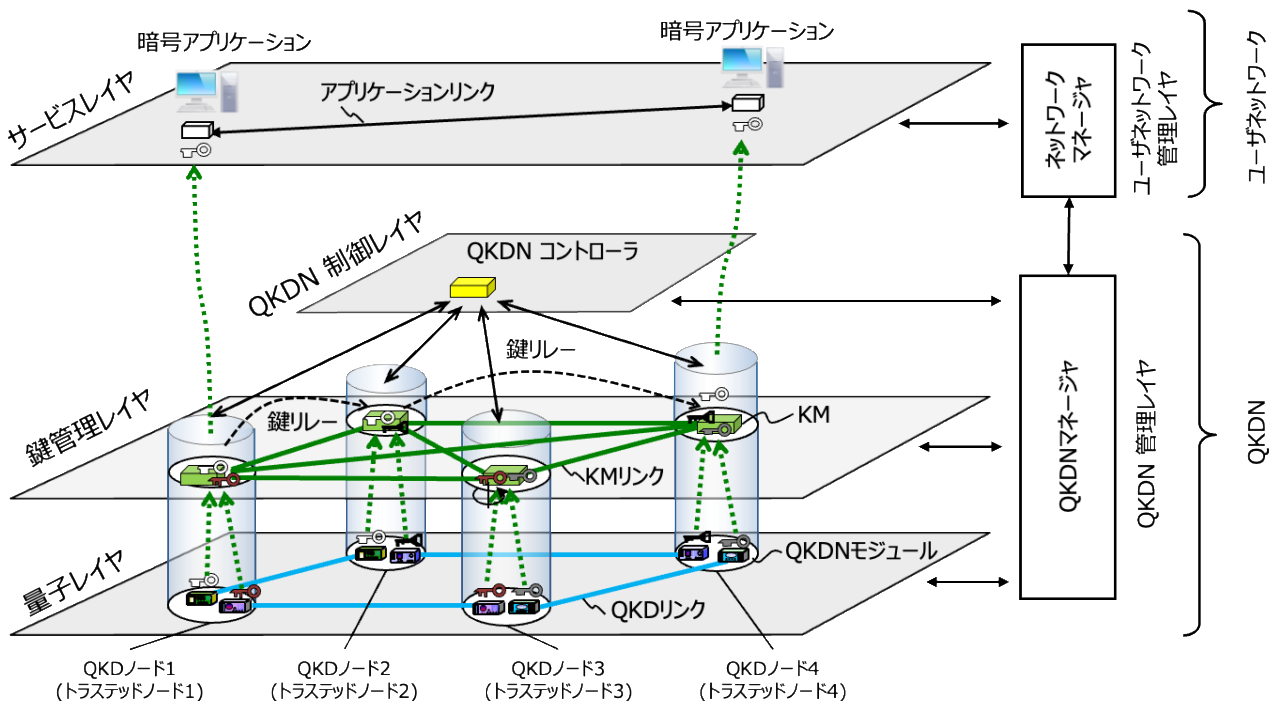 暗号アプリケーション
暗号アプリケーション
サービスレイヤ
アプリケーションリンク
ネットワーク
マネージャ
ユーザネットワーク
管理レイヤ
ユーザネットワーク
QKDN 制御レイヤ
QKDN コントローラ
鍵リレー
鍵リレー
鍵管理レイヤ
KM
KMリンク
QKDNマネージャ
QKDN 管理レイヤ
QKDN
量子レイヤ
QKDNモジュール
QKDリンク
QKDノード1
(トラステッドノード1)
QKDノード2
(トラステッドノード2)
QKDノード3
(トラステッドノード3)
QKDノード4
(トラステッドノード4)